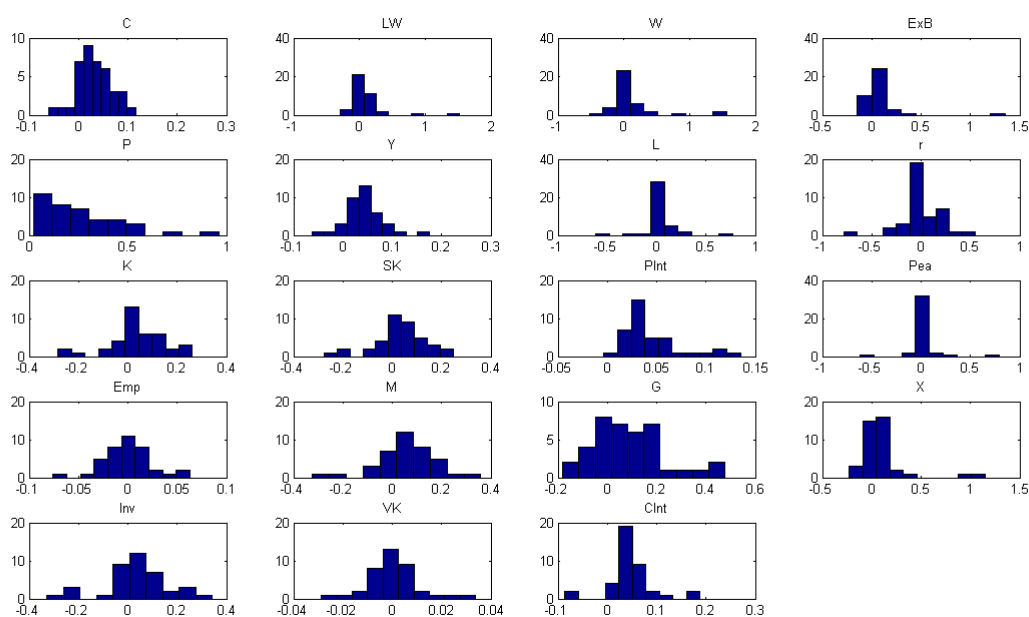 C LW W ExB
10 40 40 40
5 20 20 20
0 0 0 0
-0.1 0 0.1 0.2 0.3 -1 0 1 2 -1 0 1 2 -0.5 0 0.5 1 1.5
P Y L r
20 20 40 20
10 10 20 10
0 0 0 0
0 0.5 1 -0.1 0 0.1 0.2 0.3 -1 -0.5 0 0.5 1 -1 -0.5 0 0.5 1
K SK PInt Pea
20 20 20 40
10 10 10 20
0 0 0 0
-0.4 -0.2 0 0.2 0.4 -0.4 -0.2 0 0.2 0.4 -0.05 0 0.05 0.1 0.15 -1 -0.5 0 0.5 1
Emp M G X
20 20 10 20
10 10 5 10
0 0 0 0
-0.1 -0.05 0 0.05 0.1 -0.4 -0.2 0 0.2 0.4 -0.2 0 0.2 0.4 0.6 -0.5 0 0.5 1 1.5
Inv VK CInt
20 20 20
10 10 10
0 0 0
-0.4 -0.2 0 0.2 0.4 -0.04 -0.02 0 0.02 0.04 -0.1 0 0.1 0.2 0.3